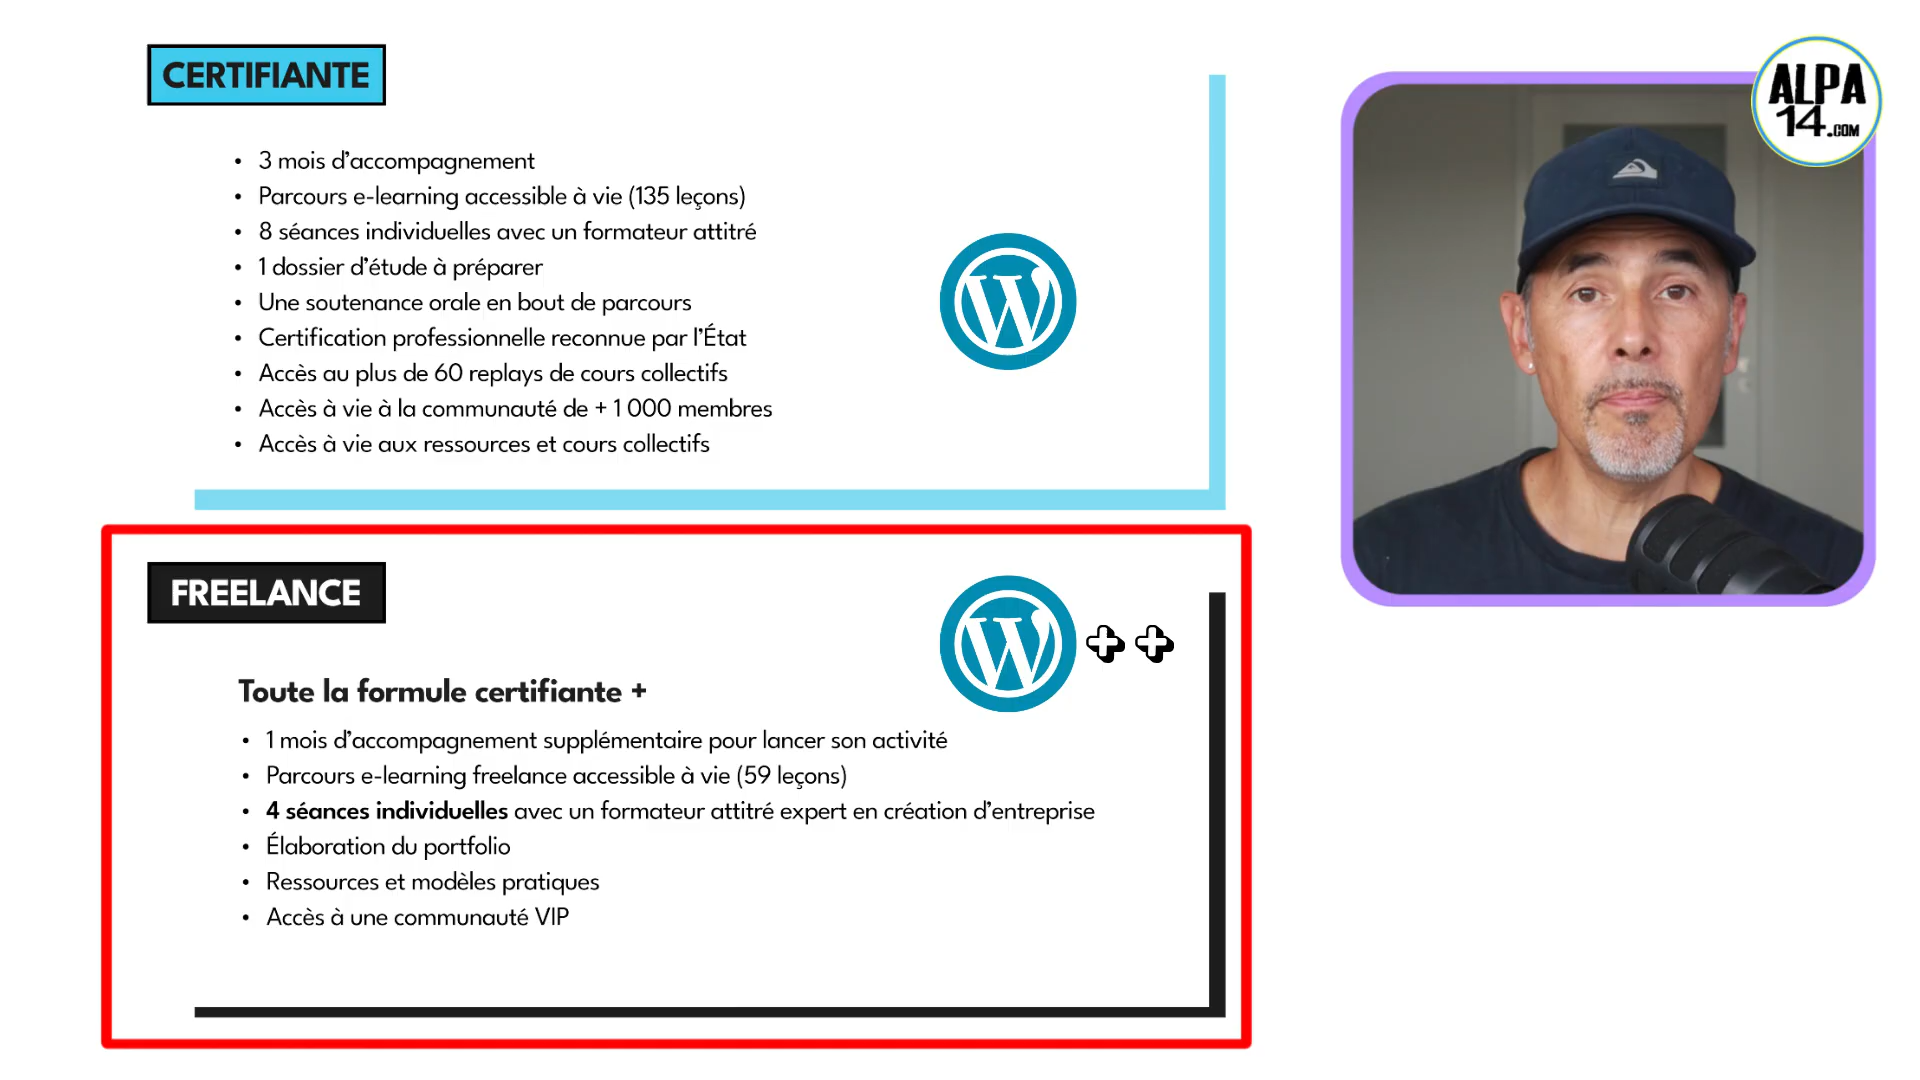 CERTIFIANTE
• 3 mois d’accompagnement
• Parcours e-learning accessible à vie (135 leçons)
• 8 séances individuelles avec un formateur attitré
• 1 dossier d’étude à préparer
• Une soutenance orale en bout de parcours
• Certification professionnelle reconnue par l’État
• Accès au plus de 60 replays de cours collectifs
• Accès à vie à la communauté de + 1 000 membres
• Accès à vie aux ressources et cours collectifs
FREELANCE
Toute la formule certifiante +
• 1 mois d’accompagnement supplémentaire pour lancer son activité
• Parcours e-learning freelance accessible à vie (59 leçons)
• 4 séances individuelles avec un formateur attitré expert en création d’entreprise
• Élaboration du portfolio
• Ressources et modèles pratiques
• Accès à une communauté VIP
ALPA
14.COM